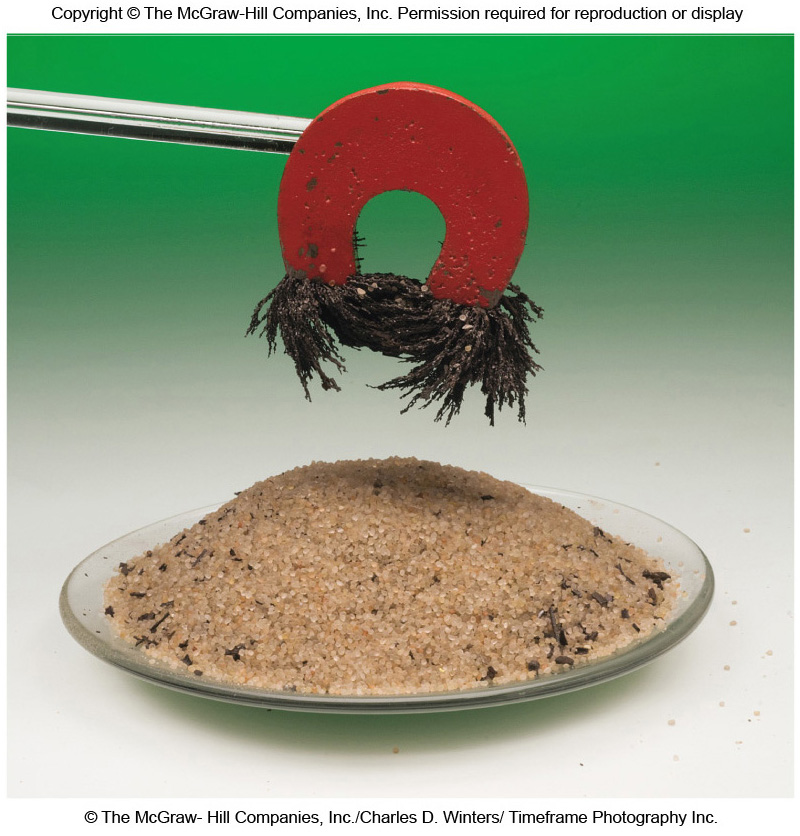 Copyright © The McGraw-Hill Companies, Inc. Permission required for reproduction or display
© The McGraw- Hill Companies, Inc./Charles D. Winters/ Timeframe Photography Inc.